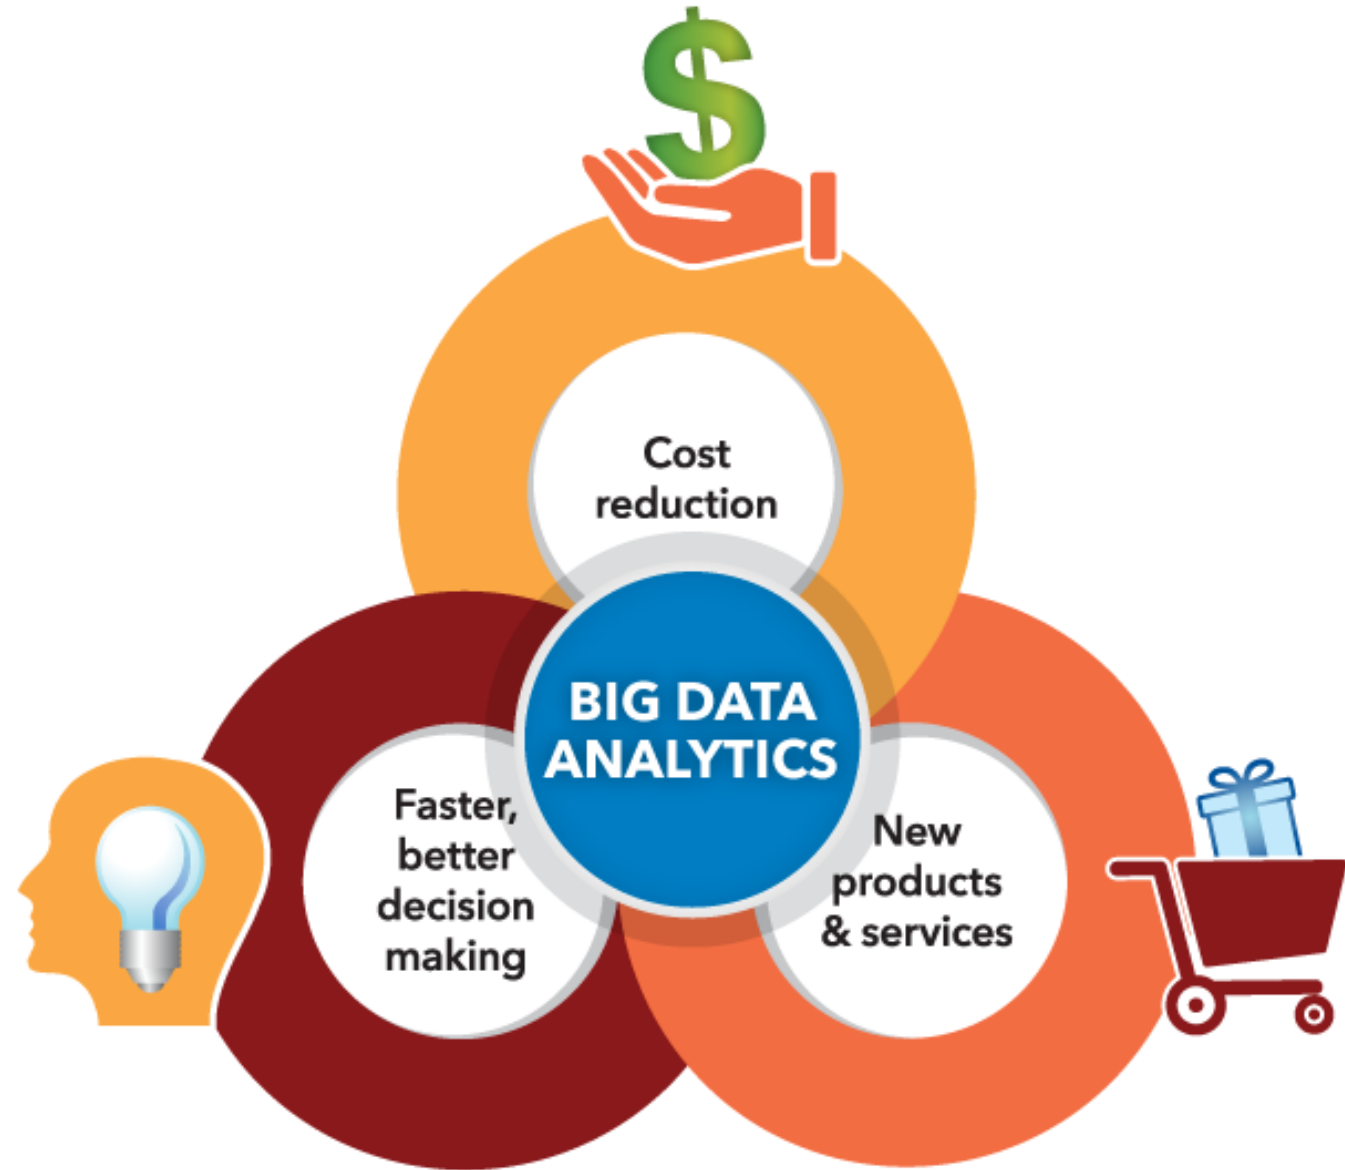 Cost
reduction
BIG DATA
ANALYTICS
Faster,
better
decision
making
New
products
& services